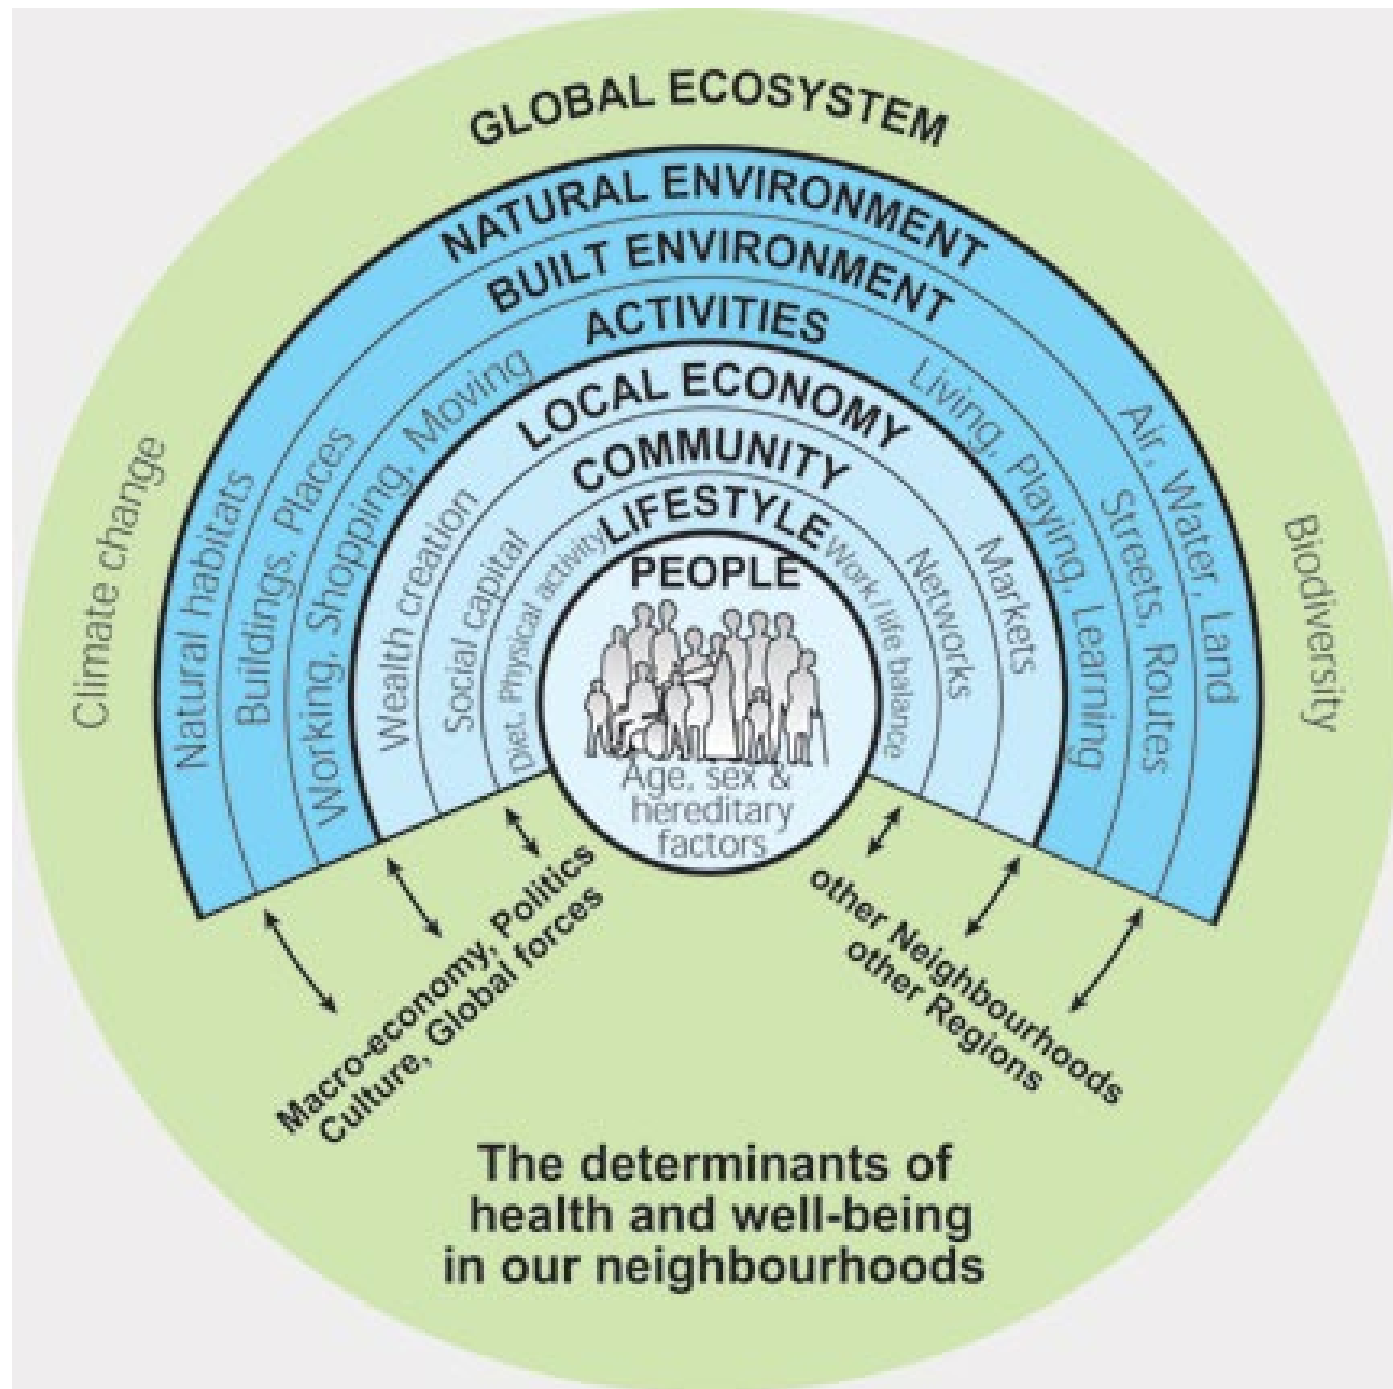 GLOBAL ECOSYSTEM
NATURAL ENVIRONMENT
BUILT ENVIRONMENT
ACTIVITIES
LOCAL ECONOMY
COMMUNITY
LIFESTYLE
PEOPLE
Climate change
Biodiversity
Natural habitats
Air, Water, Land
Buildings, Places
Streets, Routes
Working, Shopping, Moving
Living, Playing, Learning
Wealth creation
Markets
Social capital
Networks
Diet, Physical activity
Work/life balance
Age, sex &
hereditary
factors
Macro-economy, Politics
Culture, Global forces
other Neighbourhoods
other Regions
The determinants of
health and well-being
in our neighbourhoods